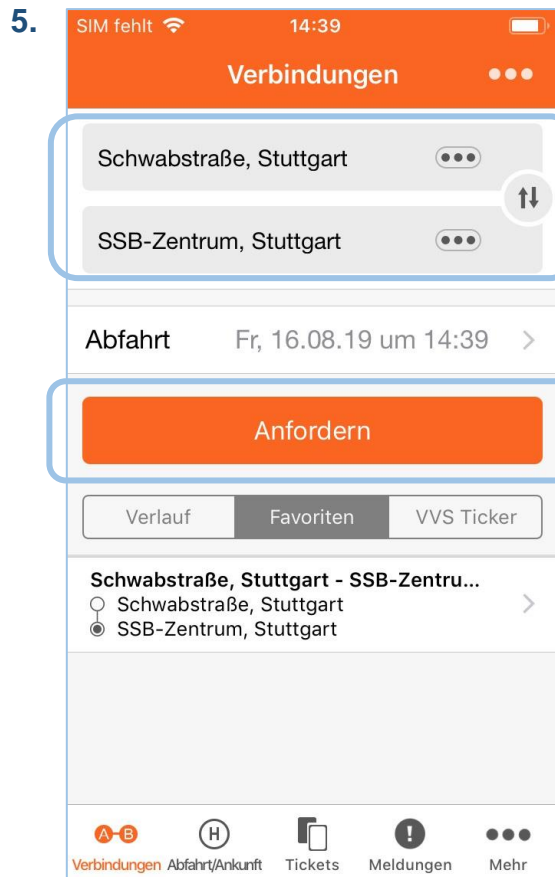 5.
SIM fehlt 14:39
Verbindungen
Schwabstraße, Stuttgart
SSB-Zentrum, Stuttgart
Abfahrt Fr, 16.08.19 um 14:39
Anfordern
Verlauf Favoriten VVS Ticker
Schwabstraße, Stuttgart - SSB-Zentru...
Schwabstraße, Stuttgart
SSB-Zentrum, Stuttgart
A-B H !
Verbindungen Abfahrt/Ankunft Tickets Meldungen Mehr